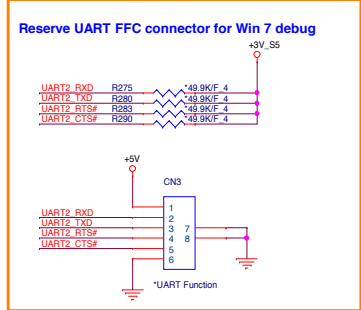 Reserve UART FFC connector for Win 7 debug
+3V_S5
UART2_RXD R275 *49.9K/F_4
UART2_TXD R280 *49.9K/F_4
UART2_RTS# R283 *49.9K/F_4
UART2_CTS# R290 *49.9K/F_4
+5V
CN3
1
UART2_RXD 2
UART2_TXD 3 7
UART2_RTS# 4 8
UART2_CTS# 5
6
*UART Function